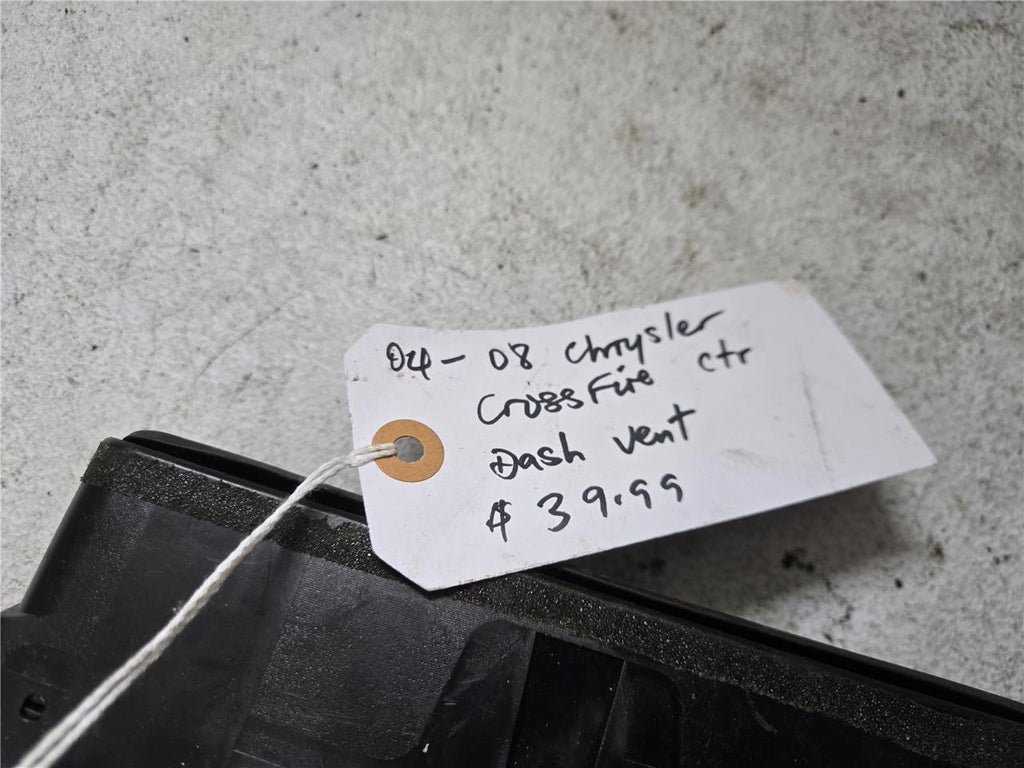 04 - 08 Chrysler
CrossFire ctr
Dash vent
$ 39.99